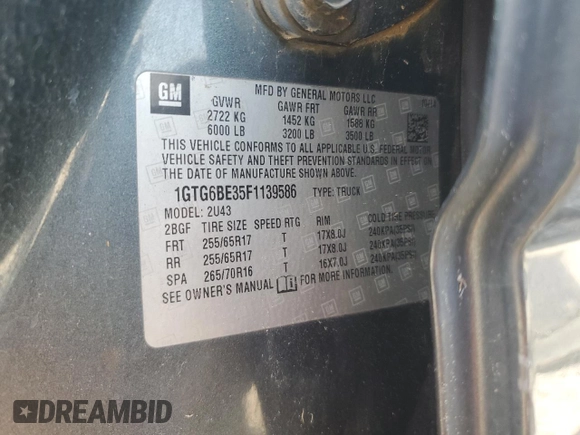 GM
MFD BY GENERAL MOTORS LLC
GVWR GAWR FRT GAWR RR
2722 KG 1452 KG 1588 KG
6000 LB 3200 LB 3500 LB
THIS VEHICLE CONFORMS TO ALL APPLICABLE U.S. FEDERAL MOTOR
VEHICLE SAFETY AND THEFT PREVENTION STANDARDS IN EFFECT ON
THE DATE OF MANUFACTURE SHOWN ABOVE.
1GTG6BE35F1139586 TYPE: TRUCK
MODEL: 2U43
2BGF TIRE SIZE SPEED RTG RIM COLD TIRE PRESSURE
FRT 255/65R17 T 17X8.0J 240KPA(35PSI)
RR 255/65R17 T 17X8.0J 240KPA(35PSI)
SPA 265/70R16 T 16X7.0J 240KPA(35PSI)
SEE OWNER'S MANUAL FOR MORE INFORMATION.
DREAMBID